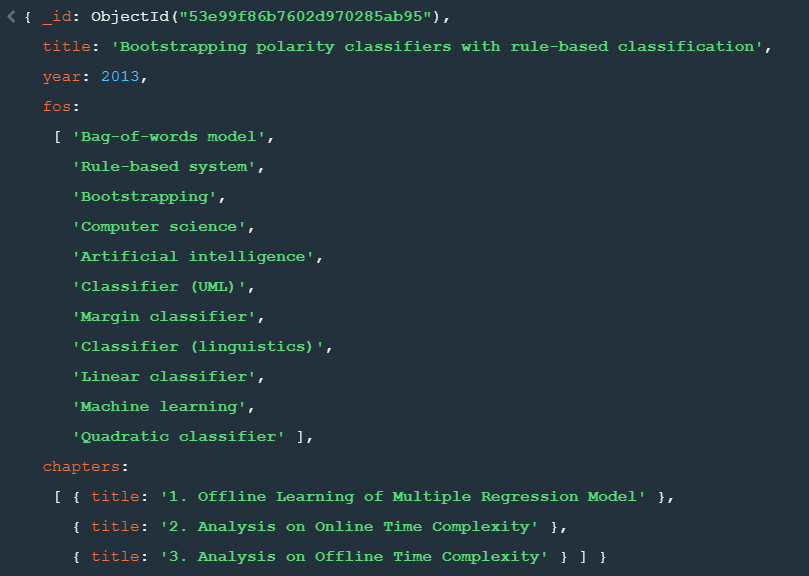 { _id: ObjectId("53e99f86b7602d970285ab95"),
title: 'Bootstrapping polarity classifiers with rule-based classification',
year: 2013,
fos:
[ 'Bag-of-words model',
'Rule-based system',
'Bootstrapping',
'Computer science',
'Artificial intelligence',
'Classifier (UML)',
'Margin classifier',
'Classifier (linguistics)',
'Linear classifier',
'Machine learning',
'Quadratic classifier' ],
chapters:
[ { title: '1. Offline Learning of Multiple Regression Model' },
{ title: '2. Analysis on Online Time Complexity' },
{ title: '3. Analysis on Offline Time Complexity' } ] }